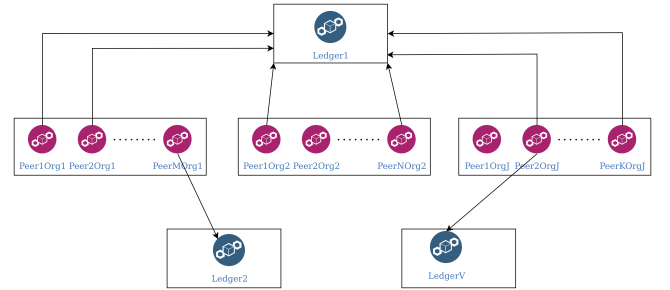 Ledger1
Peer1Org1 Peer2Org1 PeerMOrg1
Peer1Org2 Peer2Org2 PeerNOrg2
Peer1OrgJ Peer2OrgJ PeerKOrgJ
Ledger2
LedgerV